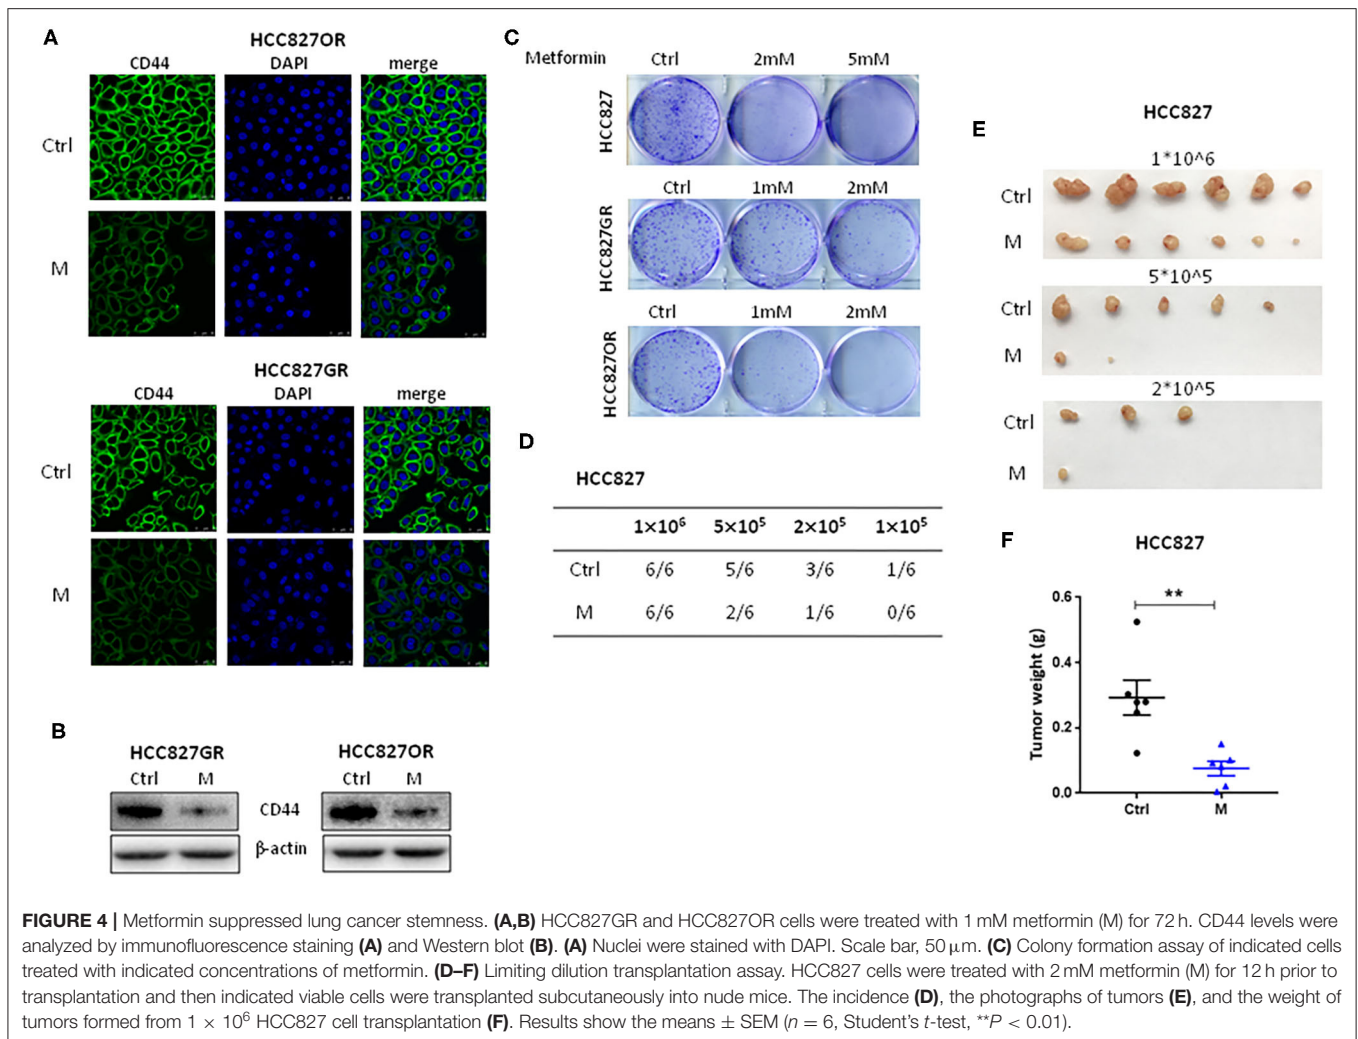 A
HCC827OR
CD44 DAPI merge
Ctrl
M
HCC827GR
CD44 DAPI merge
Ctrl
M
B
HCC827GR HCC827OR
Ctrl M Ctrl M
CD44
β-actin
C
Metformin Ctrl 2mM 5mM
HCC827
Ctrl 1mM 2mM
HCC827GR
Ctrl 1mM 2mM
HCC827OR
D
HCC827
1×10⁶ 5×10⁵ 2×10⁵ 1×10⁵
Ctrl 6/6 5/6 3/6 1/6
M 6/6 2/6 1/6 0/6
E
HCC827
1*10^6
Ctrl
M
5*10^5
Ctrl
M
2*10^5
Ctrl
M
F
HCC827
**
Tumor weight (g)
0.6
0.4
0.2
0.0
Ctrl M
FIGURE 4 | Metformin suppressed lung cancer stemness. (A,B) HCC827GR and HCC827OR cells were treated with 1 mM metformin (M) for 72 h. CD44 levels were
analyzed by immunofluorescence staining (A) and Western blot (B). (A) Nuclei were stained with DAPI. Scale bar, 50 μm. (C) Colony formation assay of indicated cells
treated with indicated concentrations of metformin. (D–F) Limiting dilution transplantation assay. HCC827 cells were treated with 2 mM metformin (M) for 12 h prior to
transplantation and then indicated viable cells were transplanted subcutaneously into nude mice. The incidence (D), the photographs of tumors (E), and the weight of
tumors formed from 1 × 10⁶ HCC827 cell transplantation (F). Results show the means ± SEM (n = 6, Student's t-test, **P < 0.01).